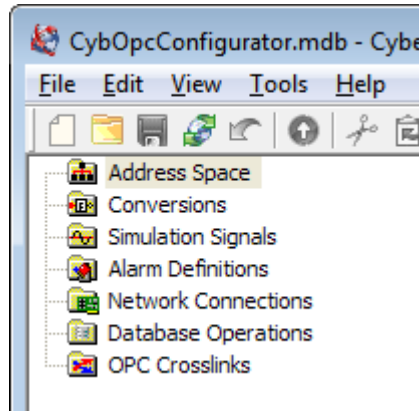 CybOpcConfigurator.mdb - Cybe
File Edit View Tools Help
Address Space
Conversions
Simulation Signals
Alarm Definitions
Network Connections
Database Operations
OPC Crosslinks